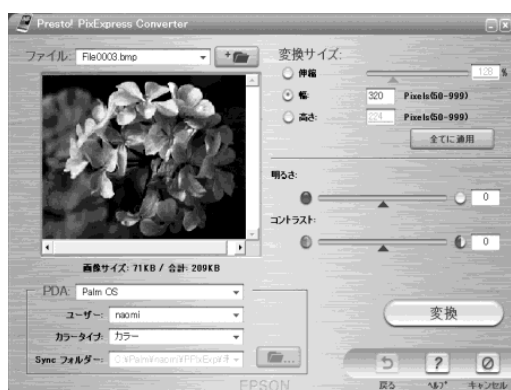 Presto! PixExpress Converter
ファイル: File0003.bmp
変換サイズ:
伸縮 128 %
幅: 320 Pixels(50-999)
高さ: 224 Pixels(50-999)
全てに適用
明るさ:
0
コントラスト:
0
画像サイズ: 71KB / 合計: 209KB
PDA: Palm OS
ユーザー: naomi
カラータイプ: カラー
Sync フォルダー:
変換
戻る ヘルプ キャンセル
EPSON